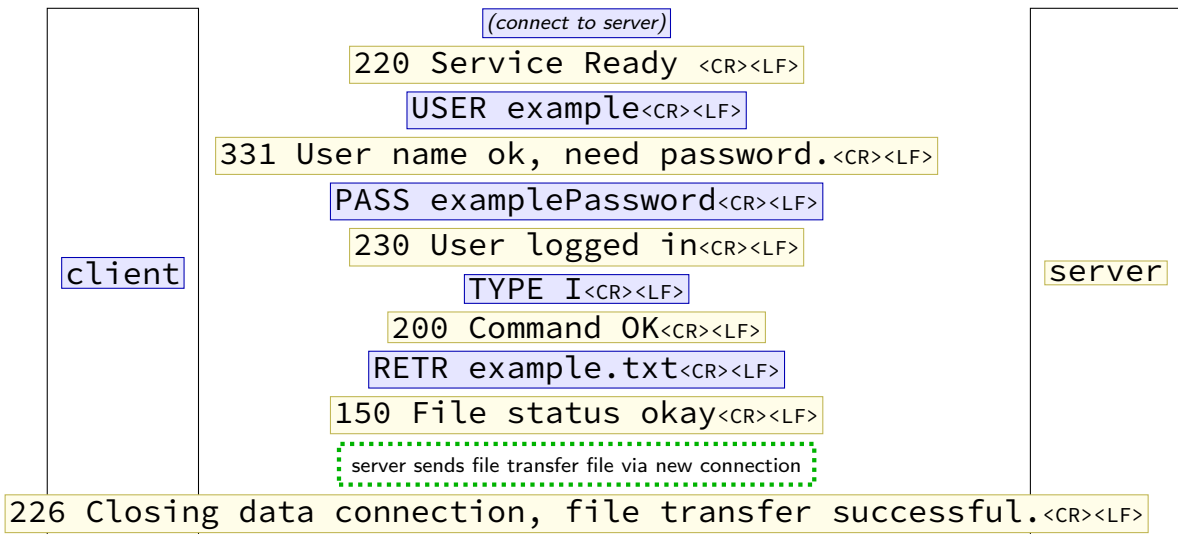 (connect to server)
220 Service Ready <CR><LF>
USER example<CR><LF>
331 User name ok, need password.<CR><LF>
PASS examplePassword<CR><LF>
230 User logged in<CR><LF>
client
server
TYPE I<CR><LF>
200 Command OK<CR><LF>
RETR example.txt<CR><LF>
150 File status okay<CR><LF>
server sends file transfer file via new connection
226 Closing data connection, file transfer successful.<CR><LF>